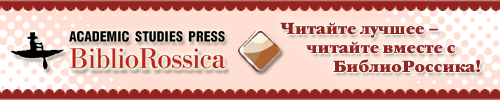 ACADEMIC STUDIES PRESS
BiblioRossica
Читайте лучшее –
читайте вместе с
БиблиоРоссика!